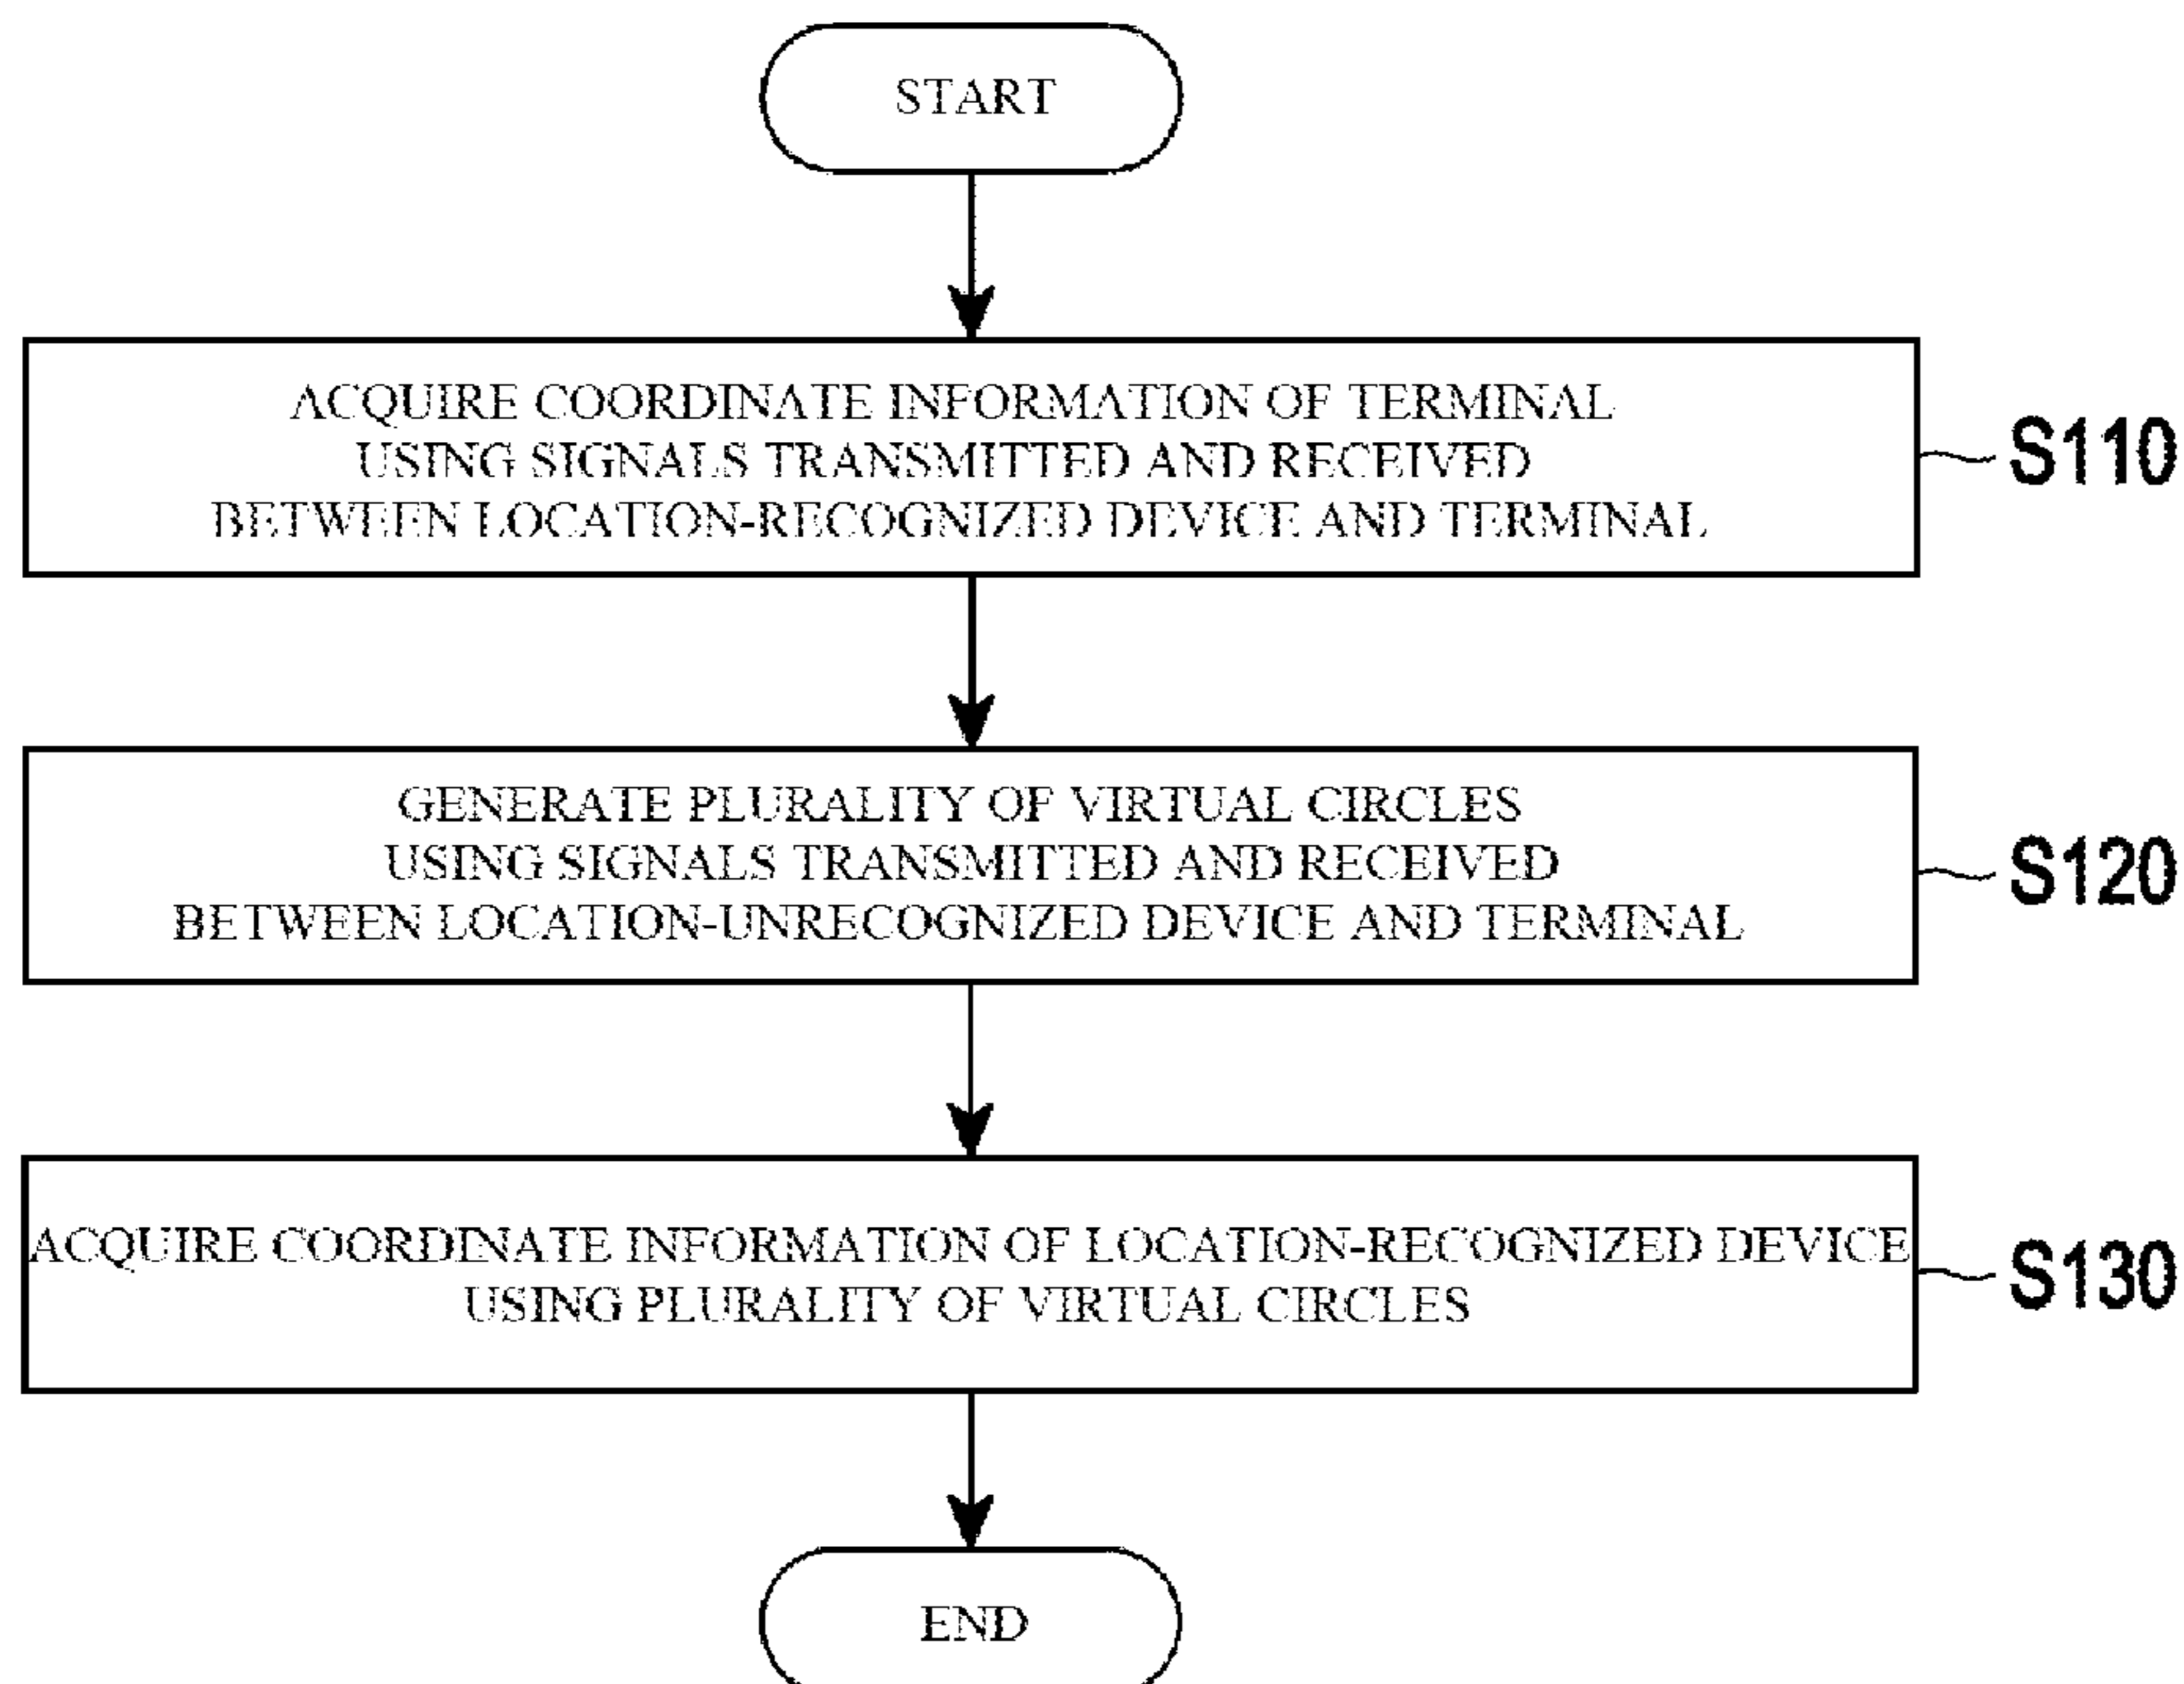 START
ACQUIRE COORDINATE INFORMATION OF TERMINAL
USING SIGNALS TRANSMITTED AND RECEIVED
BETWEEN LOCATION-RECOGNIZED DEVICE AND TERMINAL
S110
GENERATE PLURALITY OF VIRTUAL CIRCLES
USING SIGNALS TRANSMITTED AND RECEIVED
BETWEEN LOCATION-UNRECOGNIZED DEVICE AND TERMINAL
S120
ACQUIRE COORDINATE INFORMATION OF LOCATION-RECOGNIZED DEVICE
USING PLURALITY OF VIRTUAL CIRCLES
S130
END